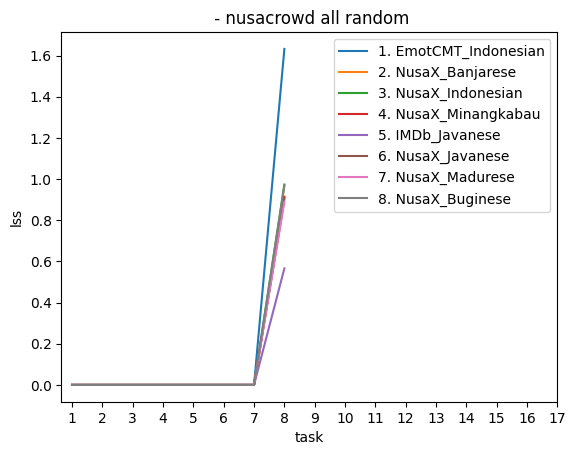 - nusacrowd all random
1.6
1.4
1.2
1.0
0.8
0.6
0.4
0.2
0.0
lss
1. EmotCMT_Indonesian
2. NusaX_Banjarese
3. NusaX_Indonesian
4. NusaX_Minangkabau
5. IMDb_Javanese
6. NusaX_Javanese
7. NusaX_Madurese
8. NusaX_Buginese
1 2 3 4 5 6 7 8 9 10 11 12 13 14 15 16 17
task